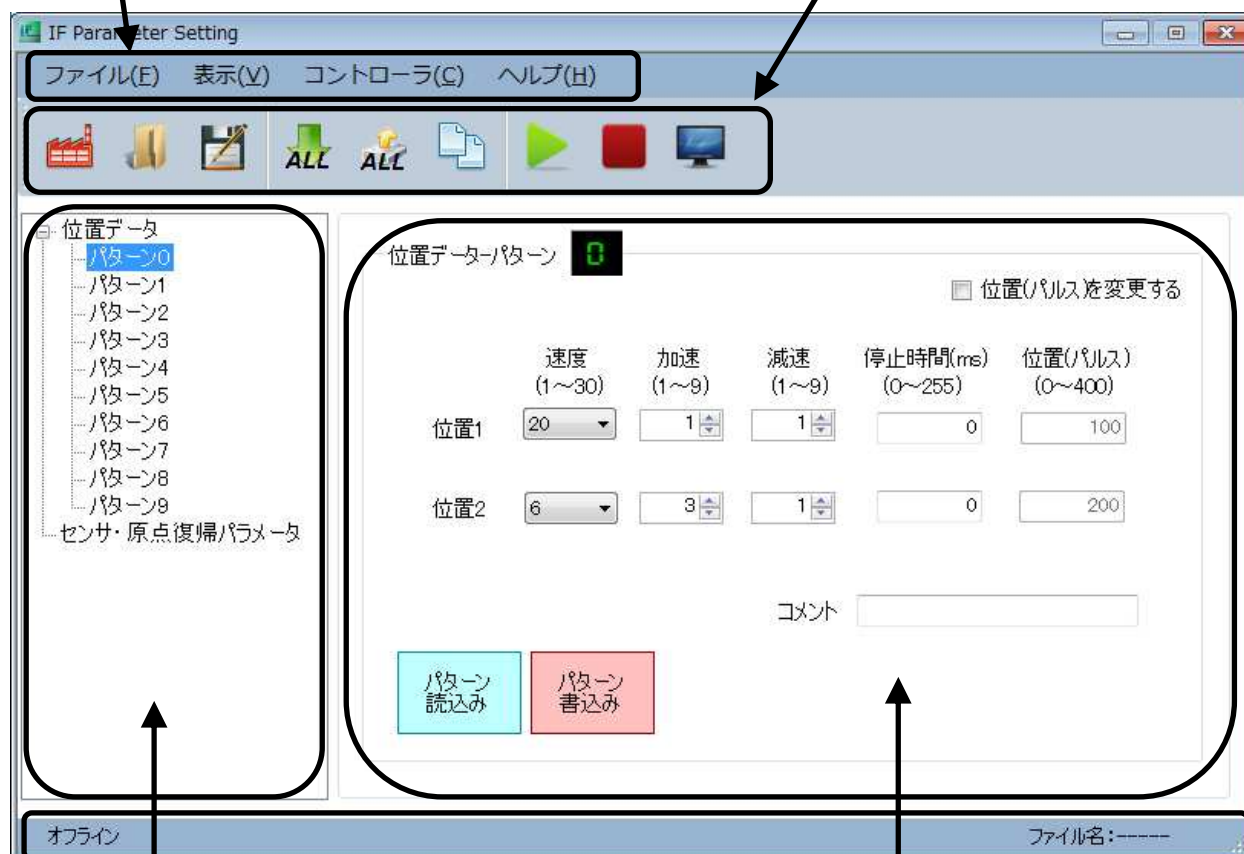 IF Parameter Setting
ファイル(F) 表示(V) コントローラ(C) ヘルプ(H)
ALL ALL
位置データ
パターン0
パターン1
パターン2
パターン3
パターン4
パターン5
パターン6
パターン7
パターン8
パターン9
センサ・原点復帰パラメータ
位置データ-パターン 0
位置(パルス)を変更する
速度 加速 減速 停止時間(ms) 位置(パルス)
(1～30) (1～9) (1～9) (0～255) (0～400)
位置1 20 1 1 0 100
位置2 6 3 1 0 200
コメント
パターン
読込み
パターン
書込み
オフライン ファイル名:-----